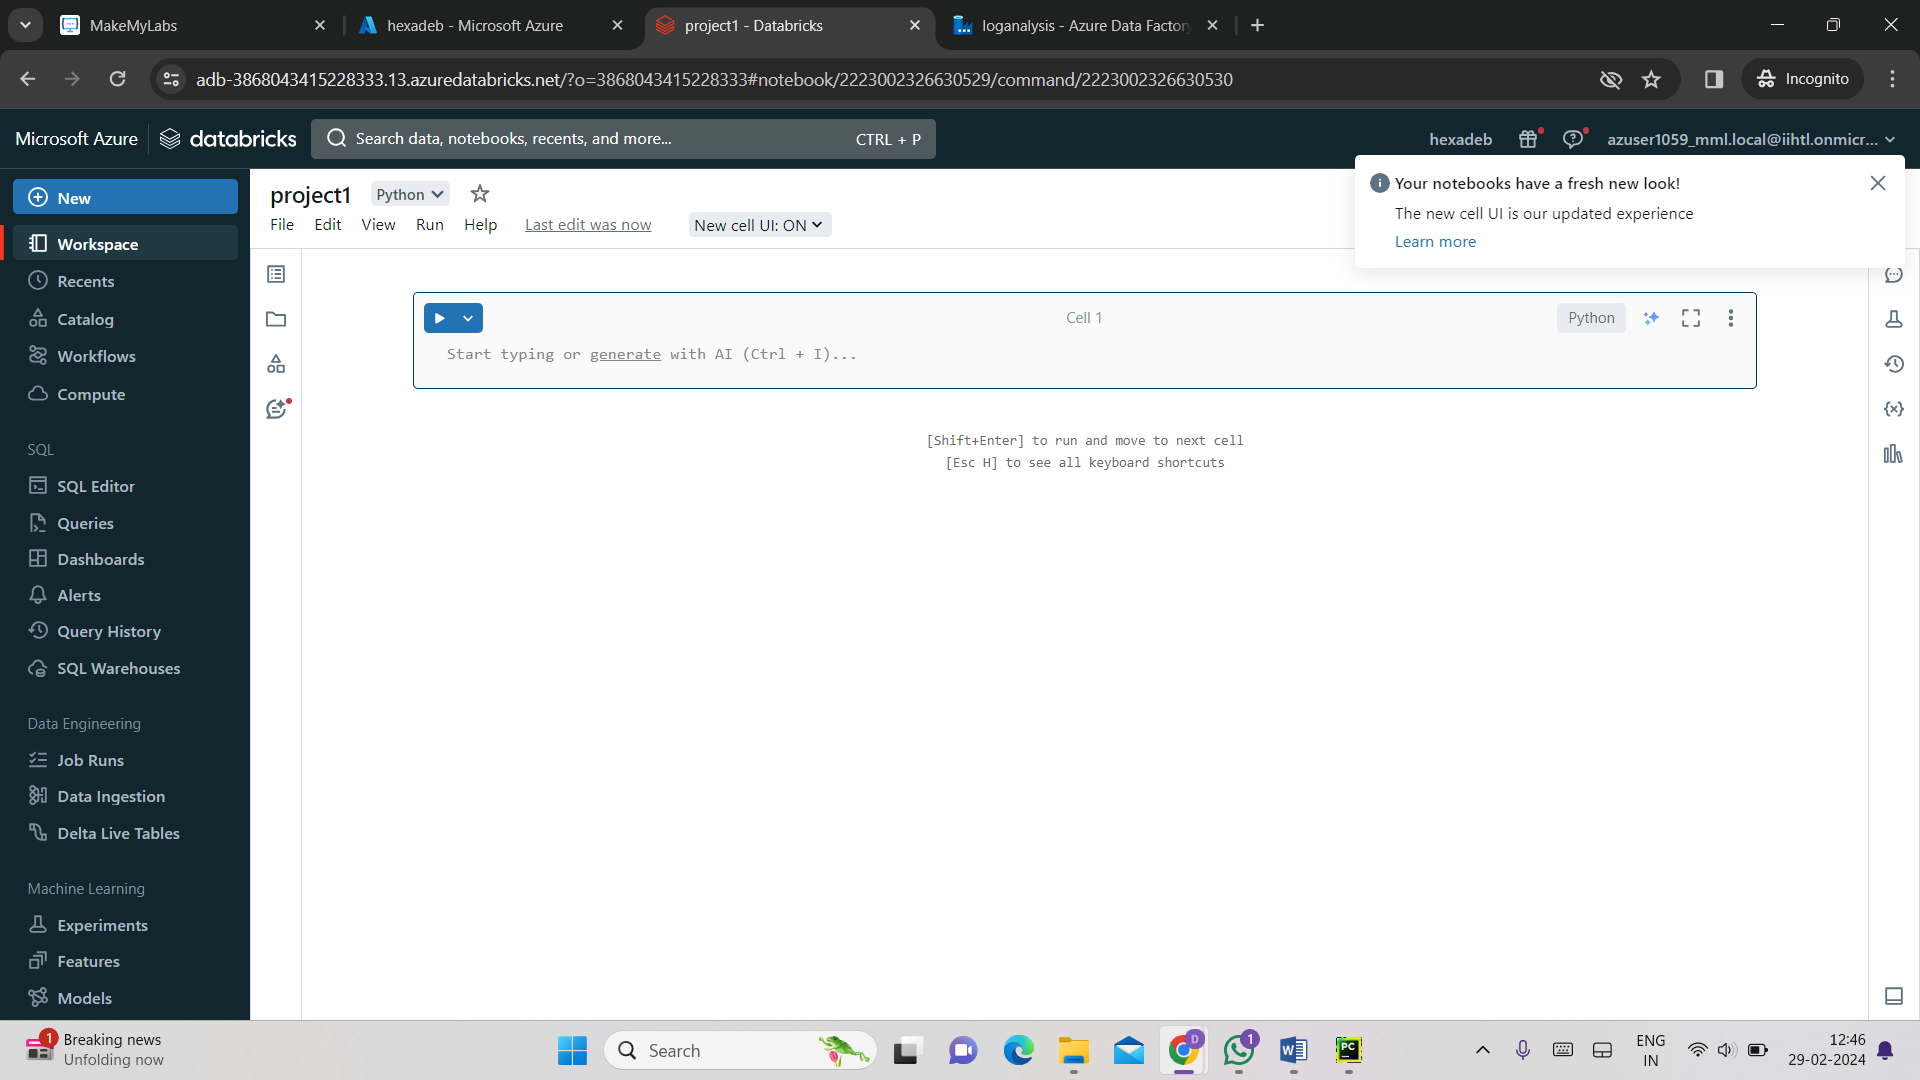 MakeMyLabs
hexadeb - Microsoft Azure
project1 - Databricks
loganalysis - Azure Data Factory
adb-3868043415228333.13.azuredatabricks.net/?o=3868043415228333#notebook/2223002326630529/command/2223002326630530
Incognito
Microsoft Azure
databricks
Search data, notebooks, recents, and more...
CTRL + P
hexadeb
azuser1059_mml.local@iihtl.onmicr...
Your notebooks have a fresh new look!
The new cell UI is our updated experience
Learn more
New
Workspace
Recents
Catalog
Workflows
Compute
SQL
SQL Editor
Queries
Dashboards
Alerts
Query History
SQL Warehouses
Data Engineering
Job Runs
Data Ingestion
Delta Live Tables
Machine Learning
Experiments
Features
Models
project1
Python
File Edit View Run Help
Last edit was now
New cell UI: ON
Cell 1
Python
Start typing or generate with AI (Ctrl + I)...
[Shift+Enter] to run and move to next cell
[Esc H] to see all keyboard shortcuts
1
Breaking news
Unfolding now
Search
D
1
PC
ENG
IN
12:46
29-02-2024